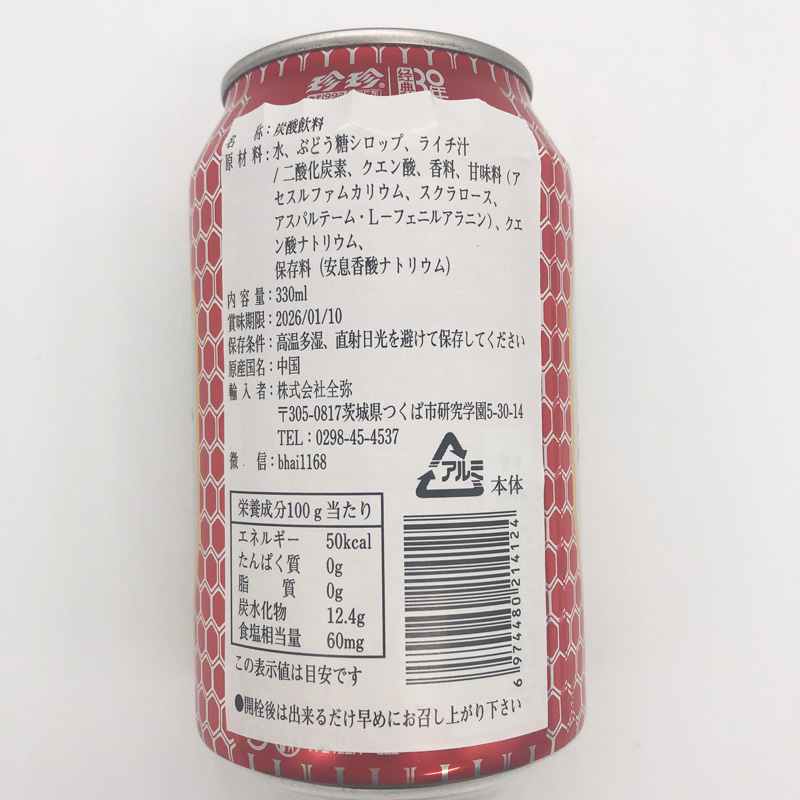 珍珍®
经典30年
名 称：炭酸飲料
原材料：水、ぶどう糖シロップ、ライチ汁
/二酸化炭素、クエン酸、香料、甘味料（ア
セスルファムカリウム、スクラロース、
アスパルテーム・L－フェニルアラニン）、クエ
ン酸ナトリウム、
保存料（安息香酸ナトリウム）
内容量：330ml
賞味期限：2026/01/10
保存条件：高温多湿、直射日光を避けて保存してください
原産国名：中国
輸入者：株式会社全弥
〒305-0817茨城県つくば市研究学園5-30-14
TEL：0298-45-4537
微 信：bhai1168
アルミ
本体
栄養成分100g当たり
エネルギー 50kcal
たんぱく質 0g
脂 質 0g
炭水化物 12.4g
食塩相当量 60mg
この表示値は目安です
6974480214124
●開栓後は出来るだけ早めにお召し上がり下さい